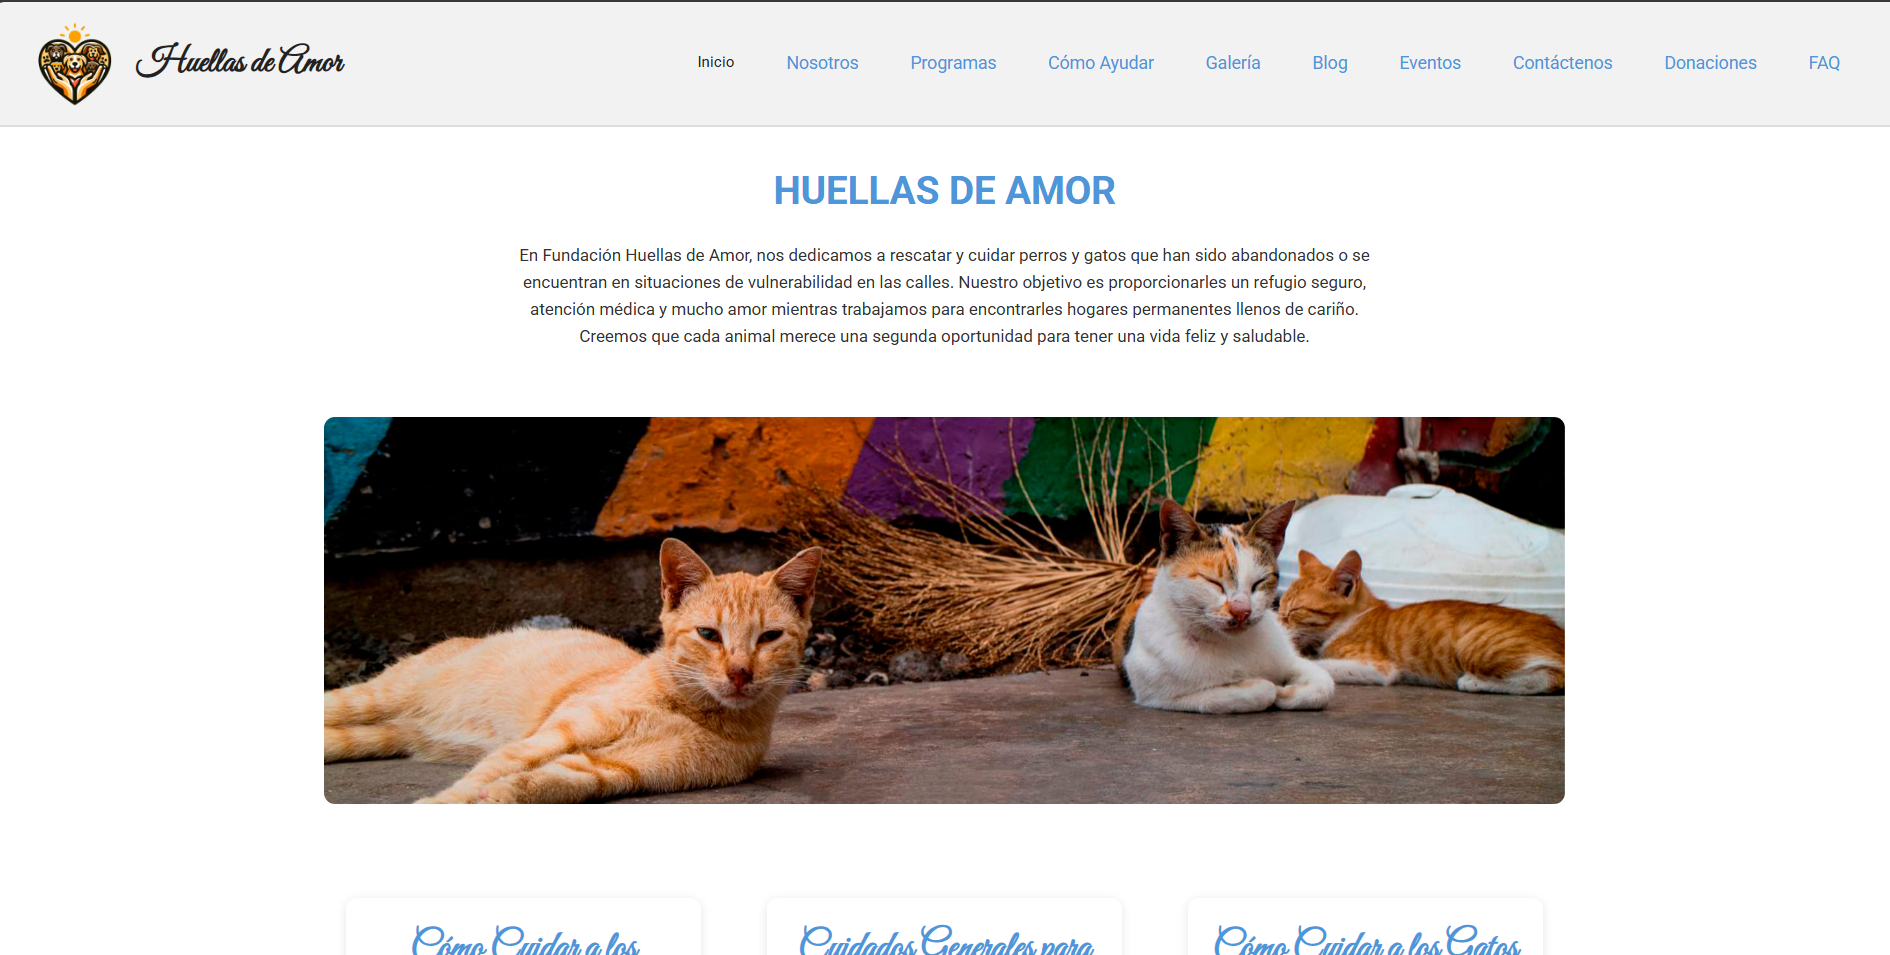 Huellas de Amor
Inicio
Nosotros
Programas
Cómo Ayudar
Galería
Blog
Eventos
Contáctenos
Donaciones
FAQ
HUELLAS DE AMOR
En Fundación Huellas de Amor, nos dedicamos a rescatar y cuidar perros y gatos que han sido abandonados o se
encuentran en situaciones de vulnerabilidad en las calles. Nuestro objetivo es proporcionarles un refugio seguro,
atención médica y mucho amor mientras trabajamos para encontrarles hogares permanentes llenos de cariño.
Creemos que cada animal merece una segunda oportunidad para tener una vida feliz y saludable.
Cómo Cuidar a los
Cuidados Generales para
Cómo Cuidar a los Gatos